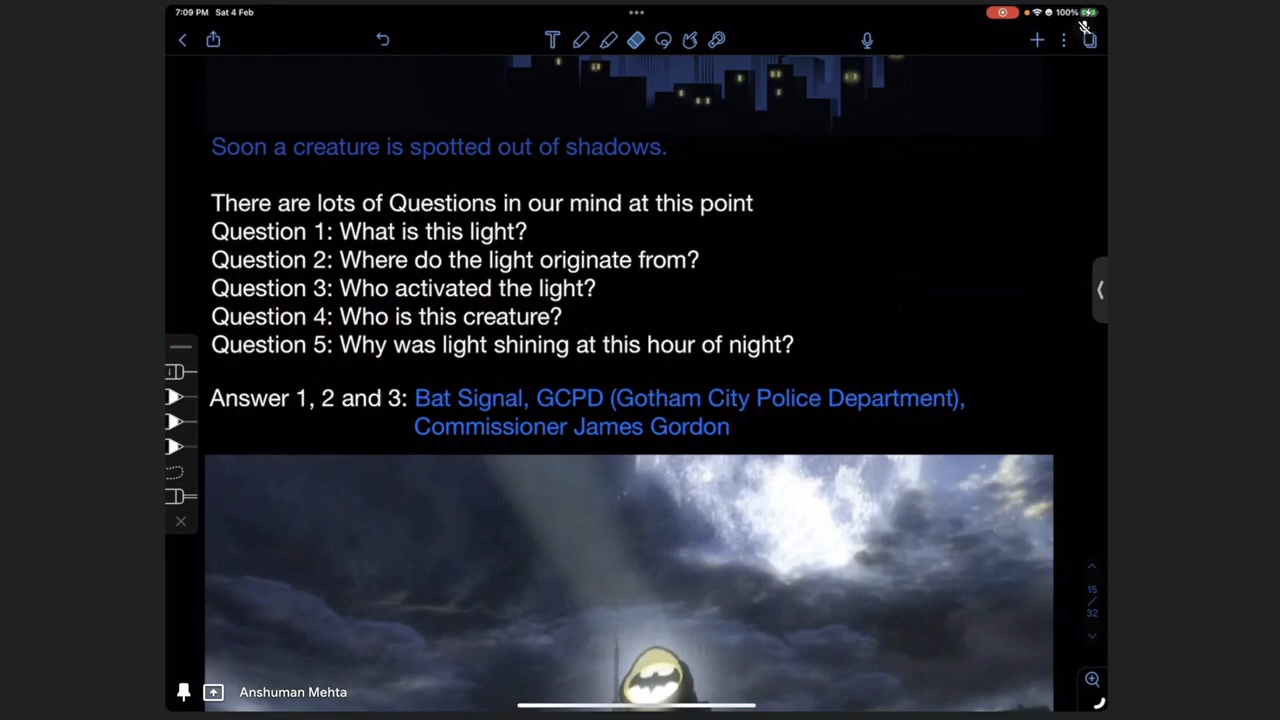 7:09 PM Sat 4 Feb
100%
Soon a creature is spotted out of shadows.
There are lots of Questions in our mind at this point
Question 1: What is this light?
Question 2: Where do the light originate from?
Question 3: Who activated the light?
Question 4: Who is this creature?
Question 5: Why was light shining at this hour of night?
Answer 1, 2 and 3: Bat Signal, GCPD (Gotham City Police Department),
Commissioner James Gordon
15
/
32
Anshuman Mehta